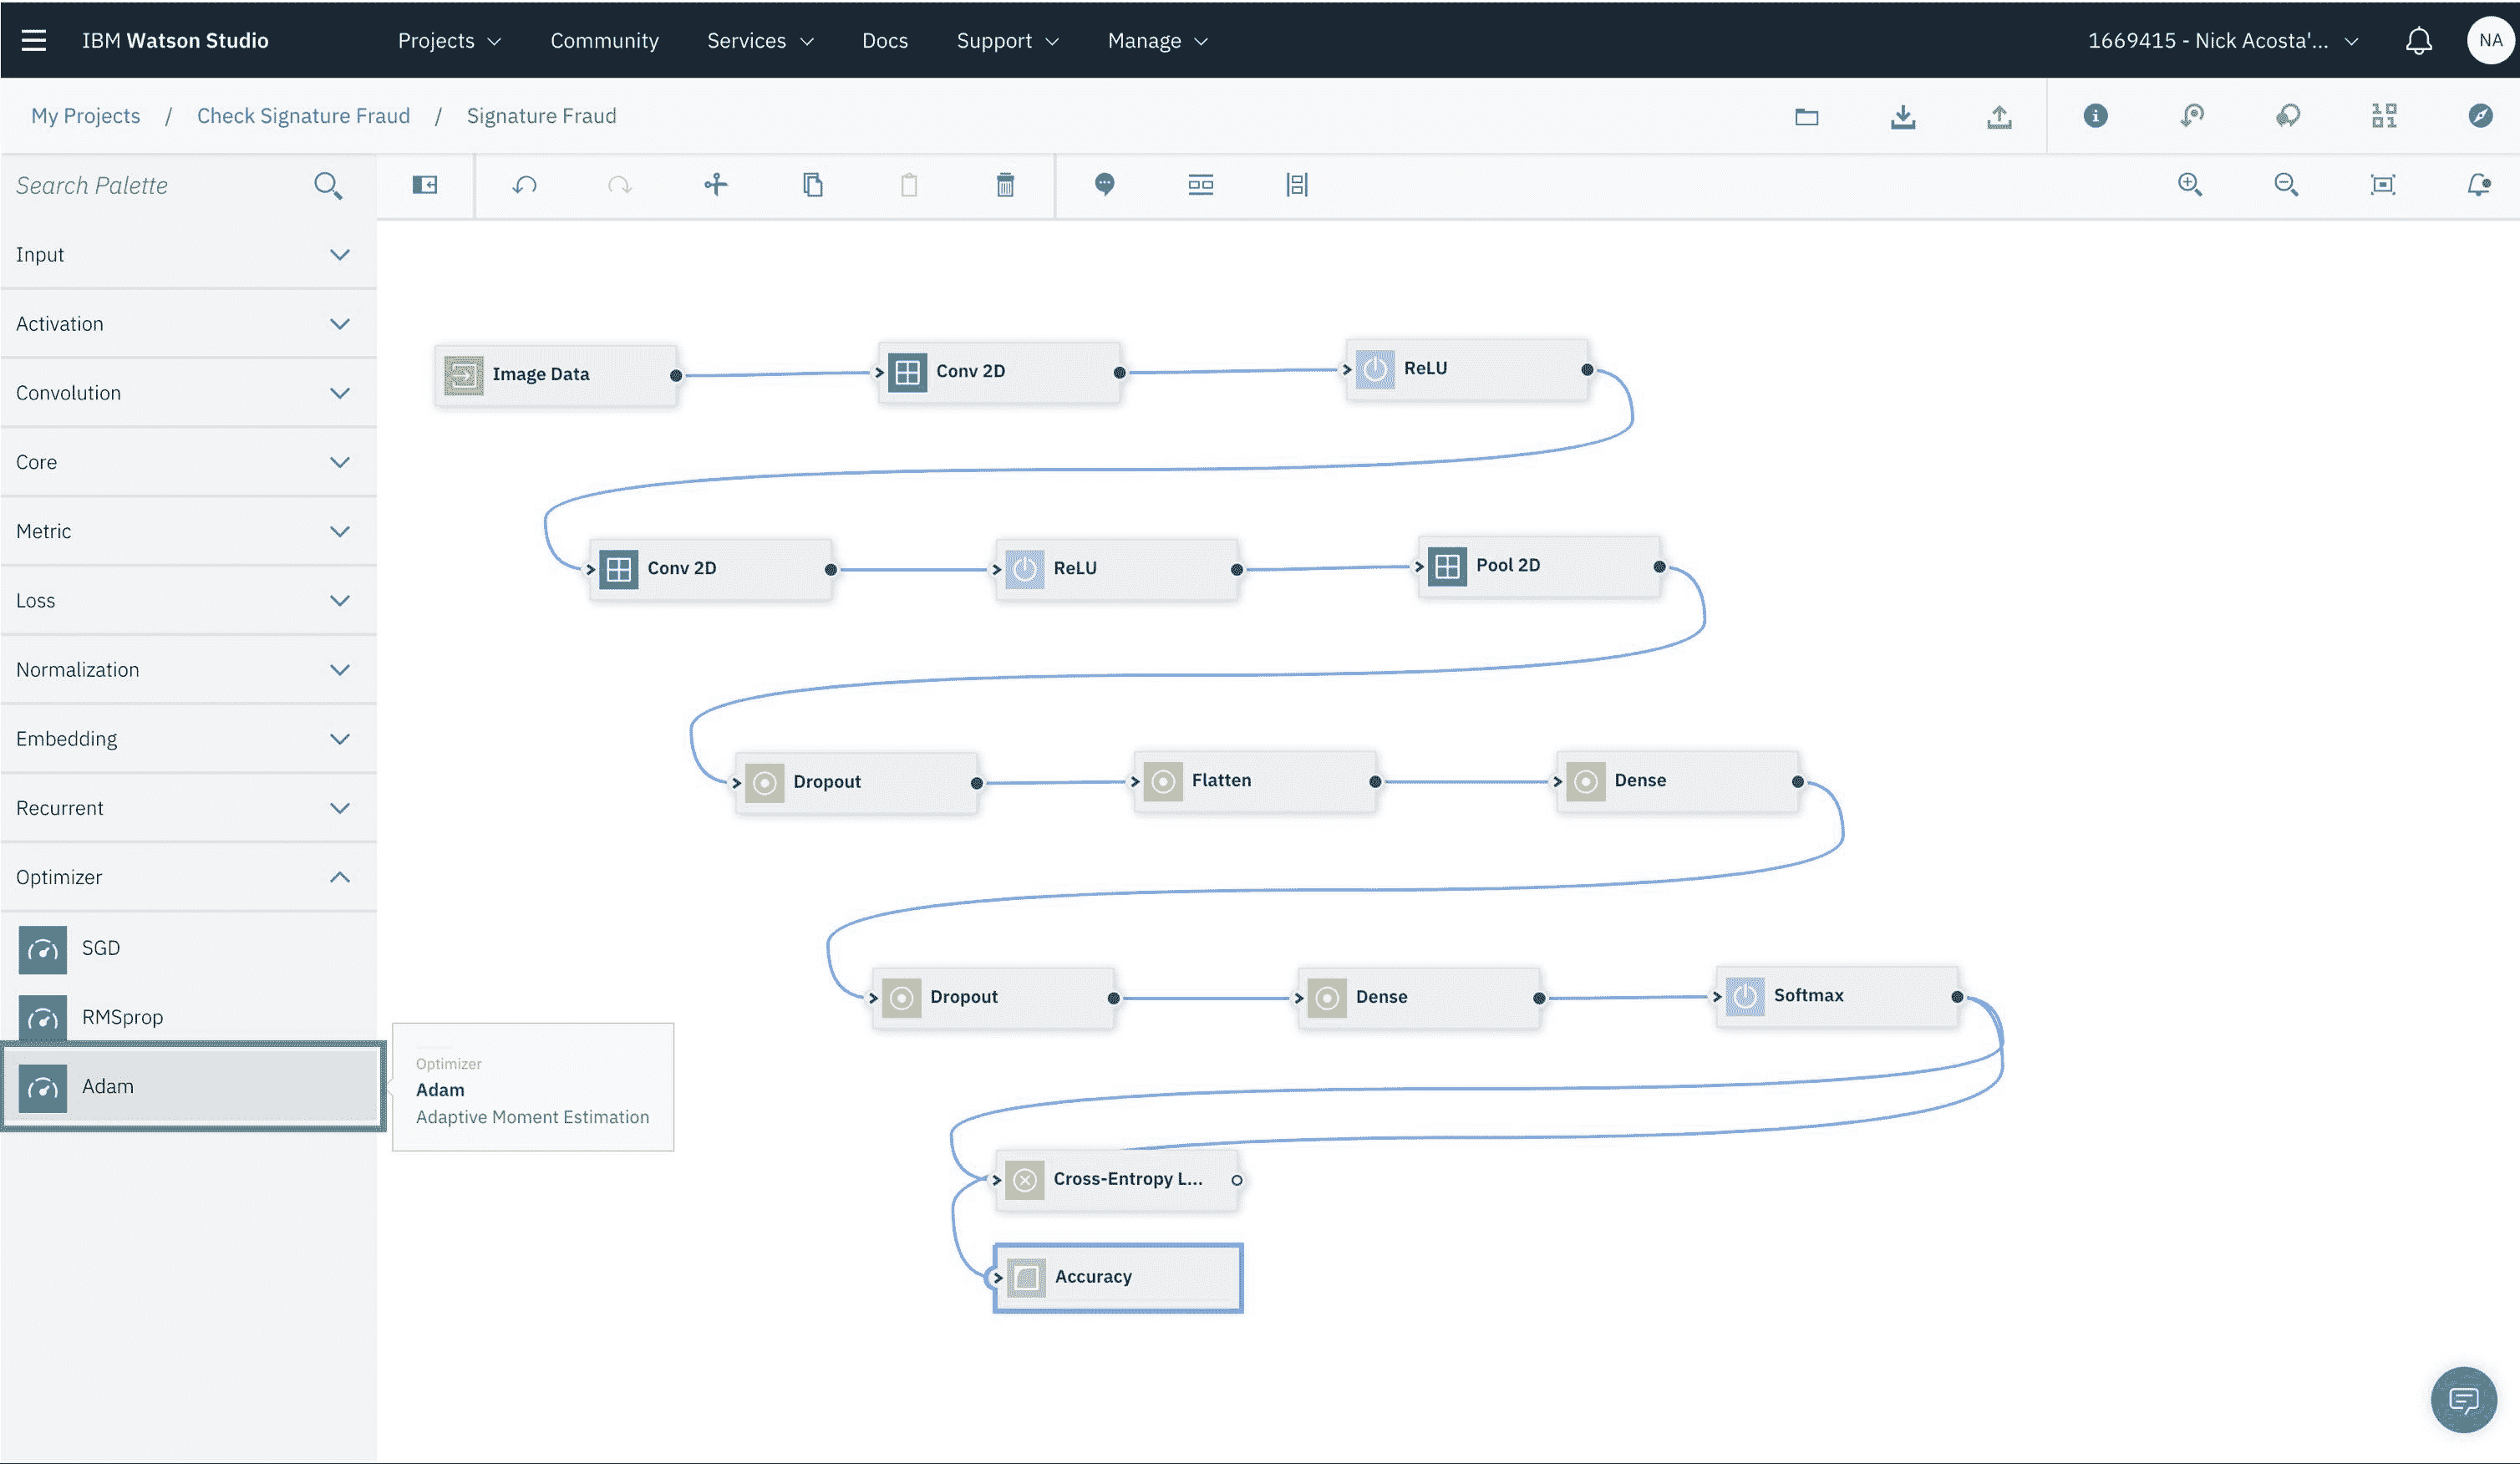 IBM Watson Studio
Projects
Community
Services
Docs
Support
Manage
1669415 - Nick Acosta'...
NA
My Projects / Check Signature Fraud / Signature Fraud
Search Palette
Input
Activation
Convolution
Core
Metric
Loss
Normalization
Embedding
Recurrent
Optimizer
SGD
RMSprop
Adam
Optimizer
Adam
Adaptive Moment Estimation
Image Data
Conv 2D
ReLU
Conv 2D
ReLU
Pool 2D
Dropout
Flatten
Dense
Dropout
Dense
Softmax
Cross-Entropy L...
Accuracy